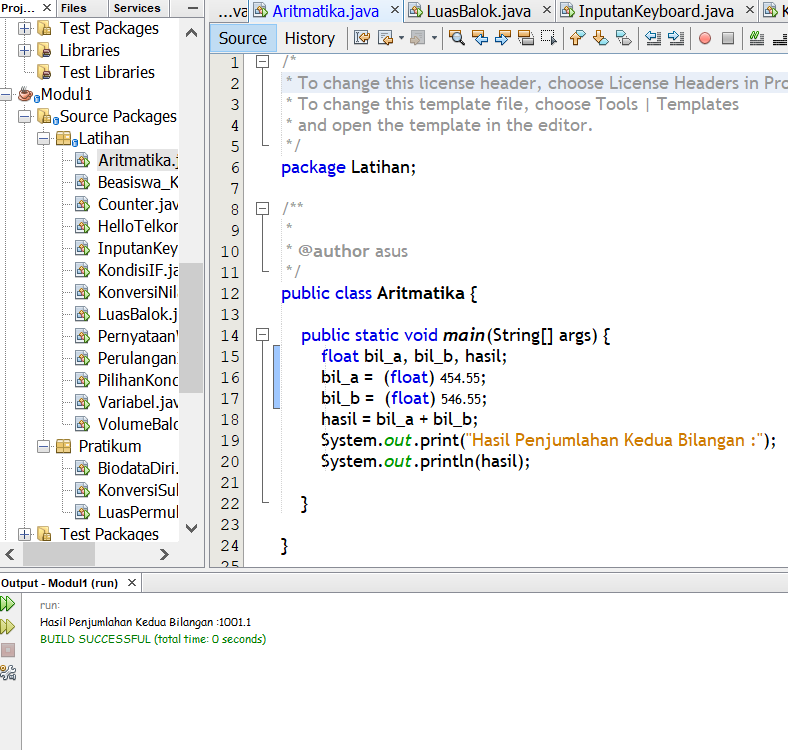 Proj... × Files Services
Test Packages
Libraries
Test Libraries
Modul1
Source Packages
Latihan
Aritmatika.j
Beasiswa_K
Counter.jav
HelloTelkor
InputanKey
KondisiIF.ja
KonversiNil
LuasBalok.j
Pernyataan
Perulangan
PilihanKond
Variabel.jav
VolumeBalo
Pratikum
BiodataDiri.
KonversiSul
LuasPermul
Test Packages
...va Aritmatika.java × LuasBalok.java × InputanKeyboard.java × K
Source History
1 /*
2 * To change this license header, choose License Headers in Pro
3 * To change this template file, choose Tools | Templates
4 * and open the template in the editor.
5 */
6 package Latihan;
7
8 /**
9 *
10 * @author asus
11 */
12 public class Aritmatika {
13
14 public static void main(String[] args) {
15 float bil_a, bil_b, hasil;
16 bil_a = (float) 454.55;
17 bil_b = (float) 546.55;
18 hasil = bil_a + bil_b;
19 System.out.print("Hasil Penjumlahan Kedua Bilangan :");
20 System.out.println(hasil);
21
22 }
23
24 }
25
Output - Modul1 (run) ×
run:
Hasil Penjumlahan Kedua Bilangan :1001.1
BUILD SUCCESSFUL (total time: 0 seconds)